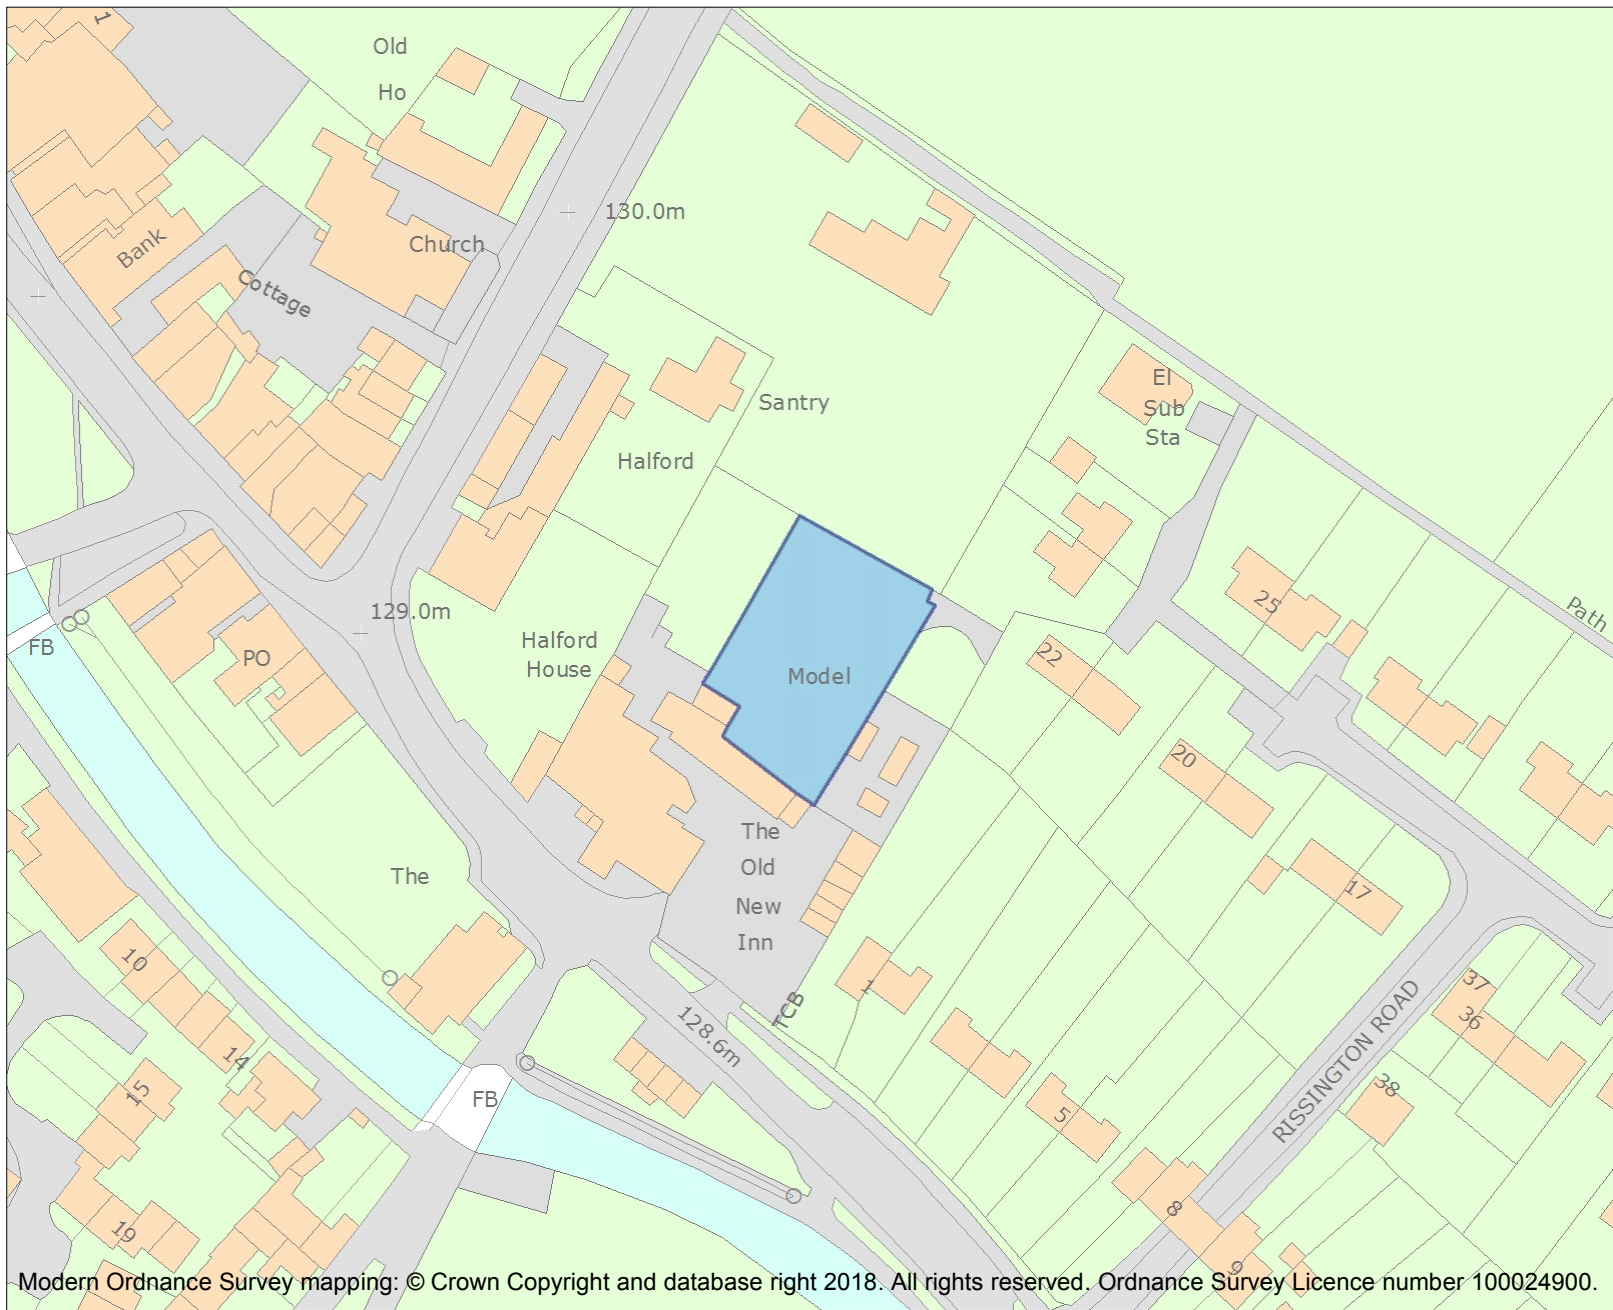 1
Old
Ho
130.0m
Church
Bank
Cottage
El
Sub
Sta
Santry
Halford
Path
25
129.0m
Halford
House
FB
PO
22
Model
20
The
Old
New
Inn
The
17
10
1
TCB
37
36
128.6m
RISSINGTON ROAD
14
15
FB
38
5
8
19
9
Modern Ordnance Survey mapping: © Crown Copyright and database right 2018. All rights reserved. Ordnance Survey Licence number 100024900.